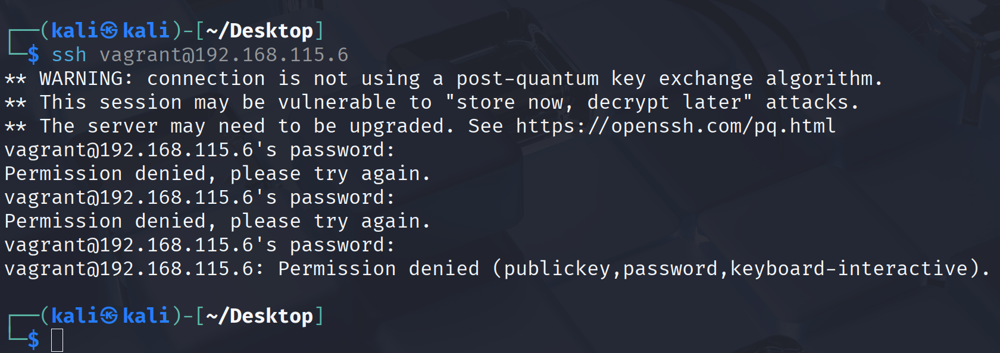 ┌──(kali㉿kali)-[~/Desktop]
└─$ ssh vagrant@192.168.115.6
** WARNING: connection is not using a post-quantum key exchange algorithm.
** This session may be vulnerable to "store now, decrypt later" attacks.
** The server may need to be upgraded. See https://openssh.com/pq.html
vagrant@192.168.115.6's password:
Permission denied, please try again.
vagrant@192.168.115.6's password:
Permission denied, please try again.
vagrant@192.168.115.6's password:
vagrant@192.168.115.6: Permission denied (publickey,password,keyboard-interactive).
┌──(kali㉿kali)-[~/Desktop]
└─$